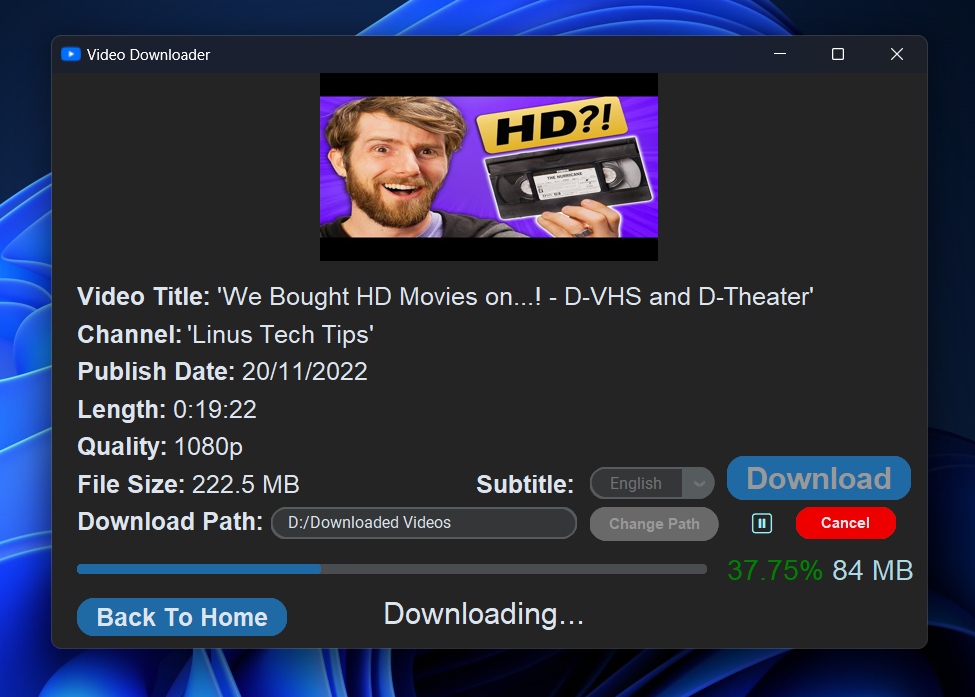 Video Downloader
HD?!
THE HURRICANE
Video Title: 'We Bought HD Movies on...! - D-VHS and D-Theater'
Channel: 'Linus Tech Tips'
Publish Date: 20/11/2022
Length: 0:19:22
Quality: 1080p
File Size: 222.5 MB Subtitle: English Download
Download Path: D:/Downloaded Videos Change Path Cancel
37.75% 84 MB
Back To Home Downloading...